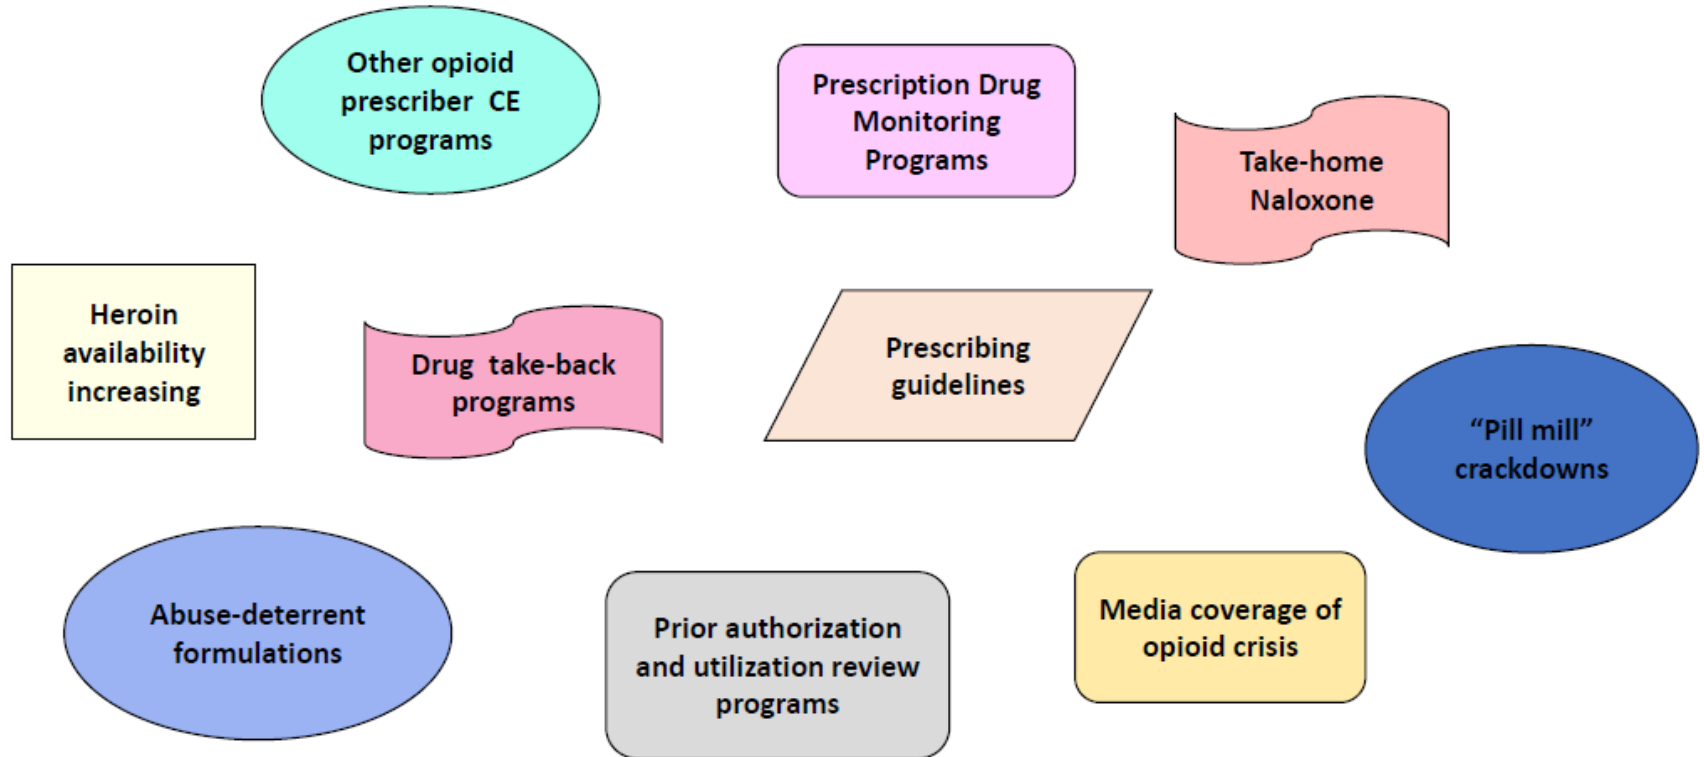 Other opioid
prescriber CE
programs
Prescription Drug
Monitoring
Programs
Take-home
Naloxone
Heroin
availability
increasing
Drug take-back
programs
Prescribing
guidelines
“Pill mill”
crackdowns
Abuse-deterrent
formulations
Prior authorization
and utilization review
programs
Media coverage of
opioid crisis